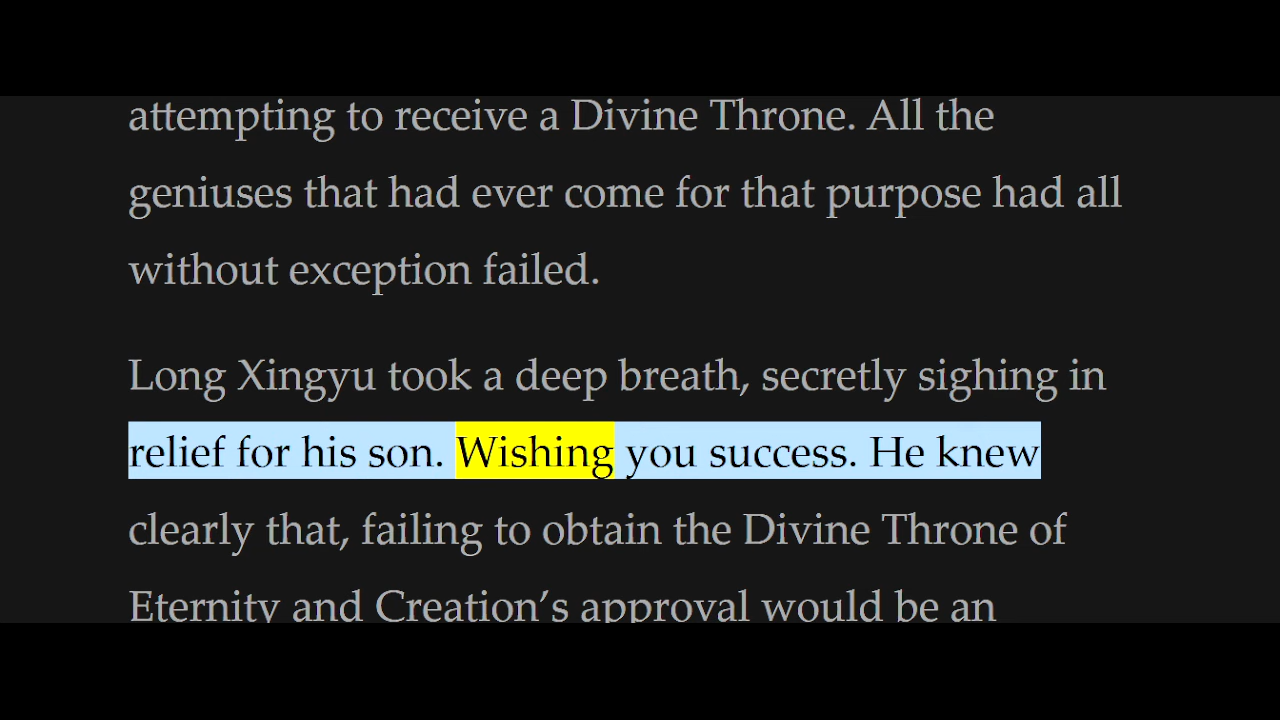 attempting to receive a Divine Throne. All the
geniuses that had ever come for that purpose had all
without exception failed.
Long Xingyu took a deep breath, secretly sighing in
relief for his son. Wishing you success. He knew
clearly that, failing to obtain the Divine Throne of
Eternity and Creation’s approval would be an